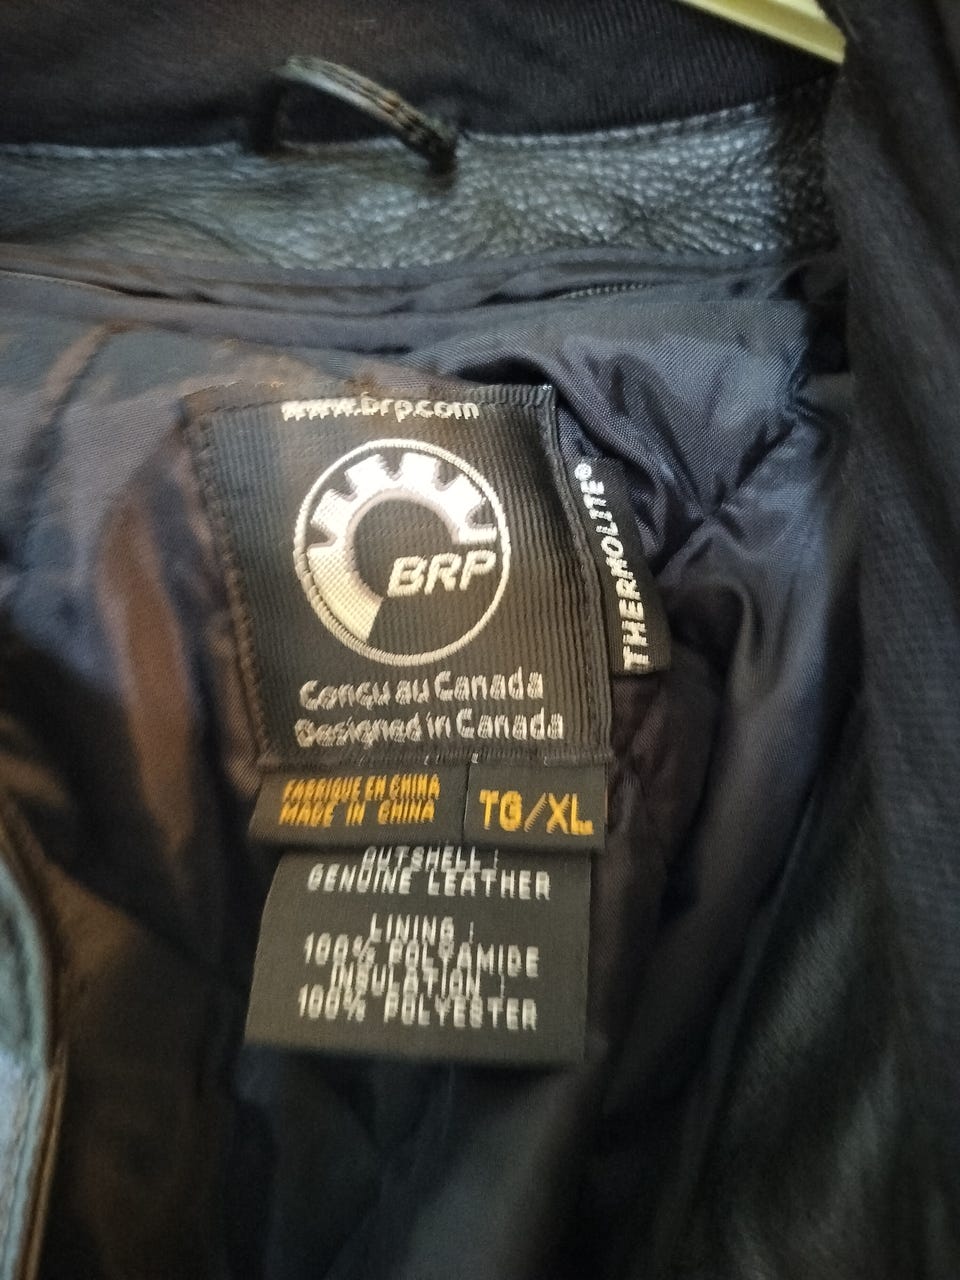 www.brp.com
BRP
THERMOLITE®
Conçu au Canada
Designed in Canada
FABRIQUE EN CHINA
MADE IN CHINA
TG/XL
OUTSHELL :
GENUINE LEATHER
LINING :
100% POLYAMIDE
INSULATION :
100% POLYESTER